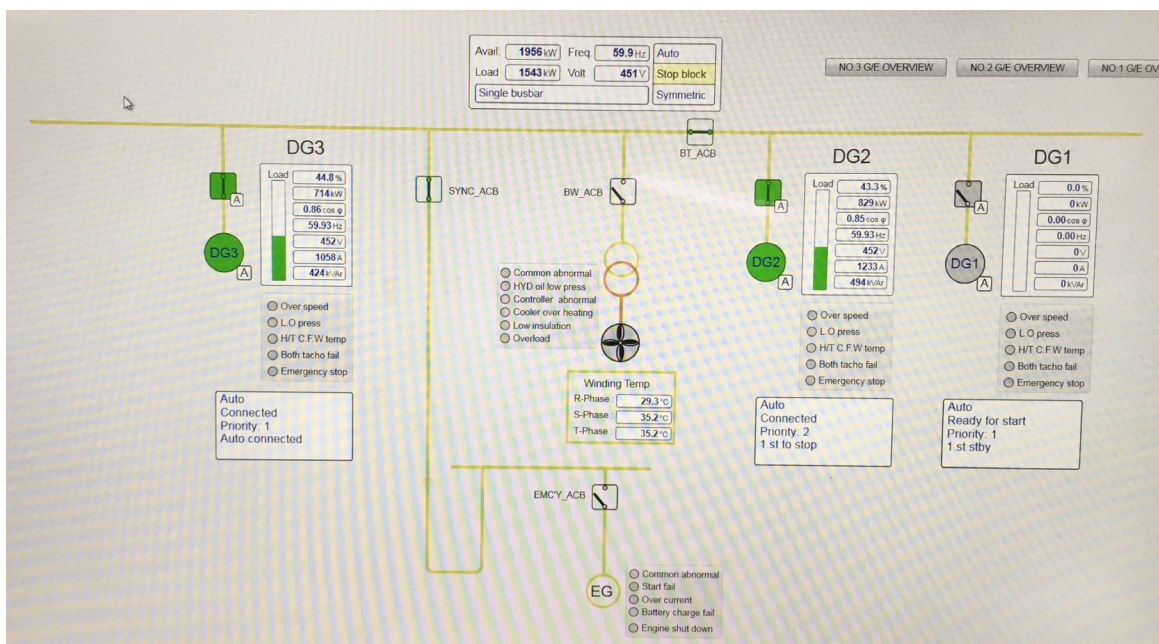 Avail. 1956 kW Freq. 59.9 Hz Auto
Load 1543 kW Volt 451 V Stop block
Single busbar Symmetric
NO.3 G/E OVERVIEW
NO.2 G/E OVERVIEW
NO.1 G/E OV
BT_ACB
DG3
Load 44.8 %
714 kW
0.86 cos φ
59.93 Hz
452 V
1058 A
424 kVAr
A
DG3
A
Over speed
L.O press
H/T C.F.W temp
Both tacho fail
Emergency stop
Auto
Connected
Priority: 1
Auto connected
SYNC_ACB
BW_ACB
Common abnormal
HYD oil low press
Controller abnormal
Cooler over heating
Low insulation
Overload
Winding Temp
R-Phase : 29.3 °C
S-Phase : 35.2 °C
T-Phase : 35.2 °C
DG2
Load 43.3 %
829 kW
0.85 cos φ
59.93 Hz
452 V
1233 A
494 kVAr
A
DG2
A
Over speed
L.O press
H/T C.F.W temp
Both tacho fail
Emergency stop
Auto
Connected
Priority: 2
1.st to stop
DG1
Load 0.0 %
0 kW
0.00 cos φ
0.00 Hz
0 V
0 A
0 kVAr
A
DG1
A
Over speed
L.O press
H/T C.F.W temp
Both tacho fail
Emergency stop
Auto
Ready for start
Priority: 1
1.st stby
EMC'Y_ACB
EG
Common abnormal
Start fail
Over current
Battery charge fail
Engine shut down